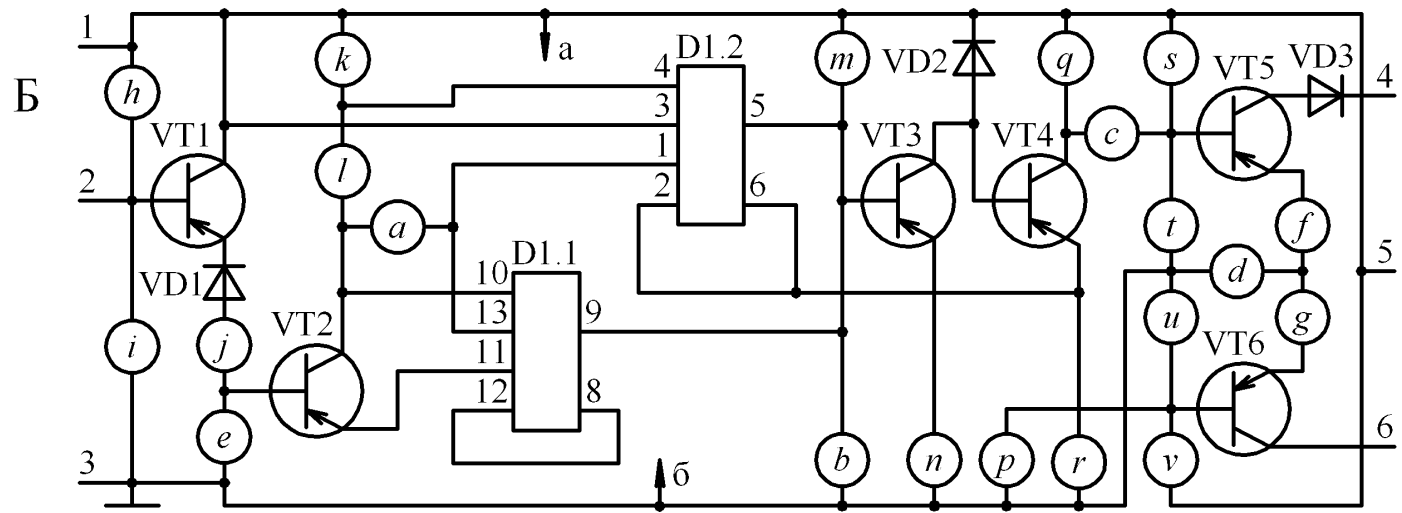 1
k
а
D1.2
m
VD2
q
s
VT5
VD3
4
Б
h
4
3
5
VT1
1
VT3
VT4
c
2
l
2
6
a
D1.1
t
f
5
VD1
10
d
i
j
VT2
13
9
u
g
11
VT6
12
8
e
6
3
б
b
n
p
r
v